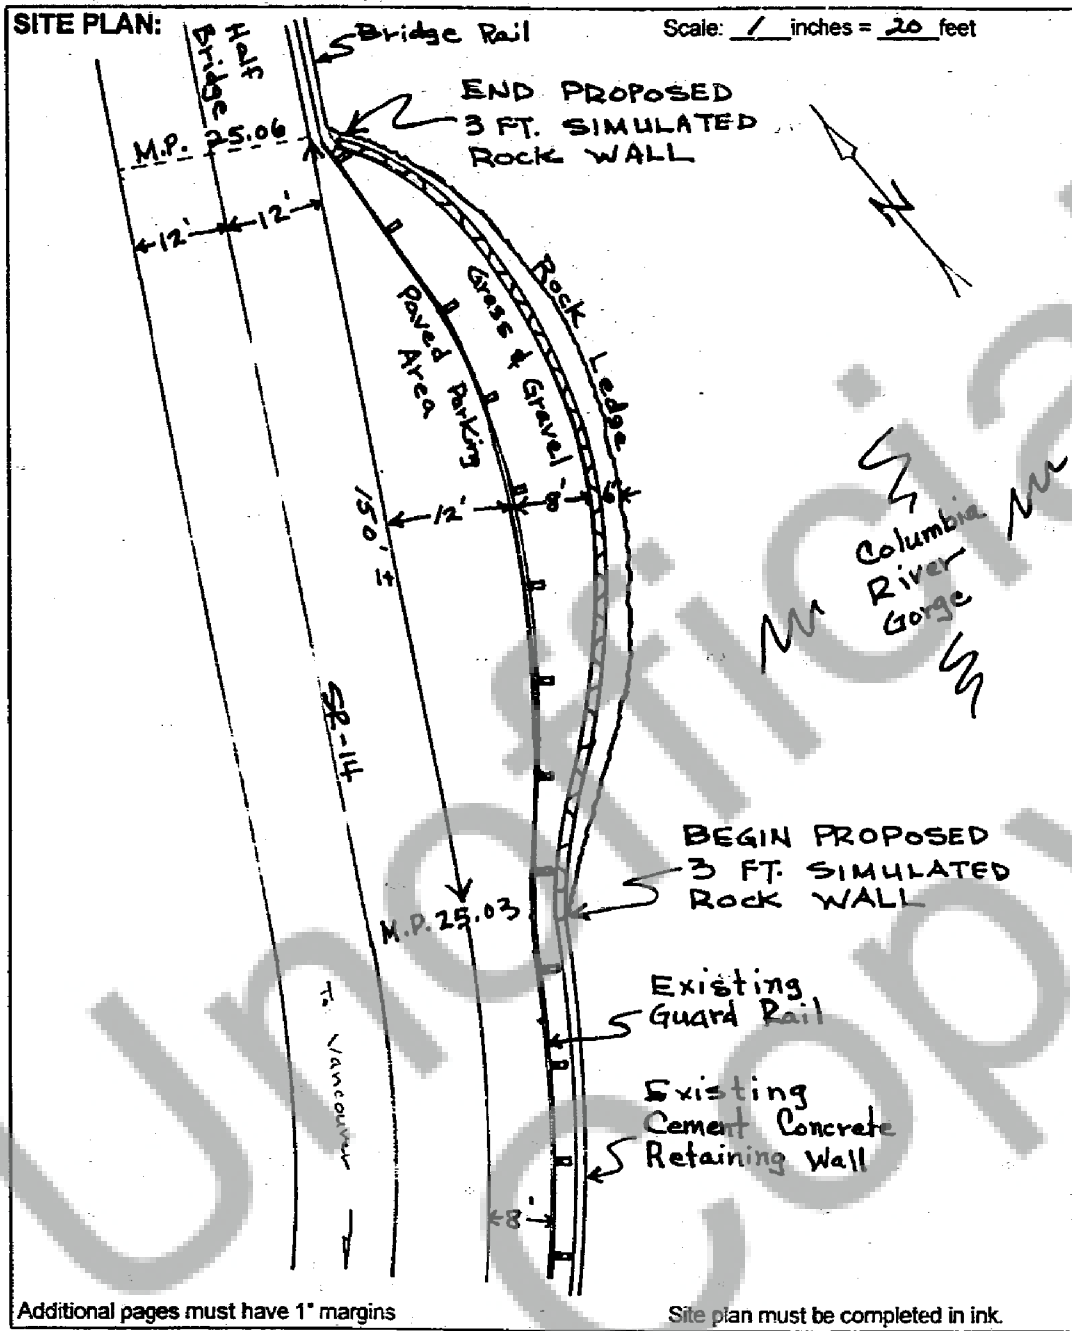 SITE PLAN:
Scale: 1 inches = 20 feet
Half
Bridge
Bridge Rail
END PROPOSED
3 FT. SIMULATED
ROCK WALL
M.P. 25.06
12'
12'
N
Rock Ledge
Grass & Gravel
Paved Parking
Area
150' ±
12'
8'
6'
Columbia
River
Gorge
SR-14
BEGIN PROPOSED
3 FT. SIMULATED
ROCK WALL
M.P. 25.03
Existing
Guard Rail
To Vancouver
Existing
Cement Concrete
Retaining Wall
8'
Additional pages must have 1" margins
Site plan must be completed in ink.
Unofficial
Copy